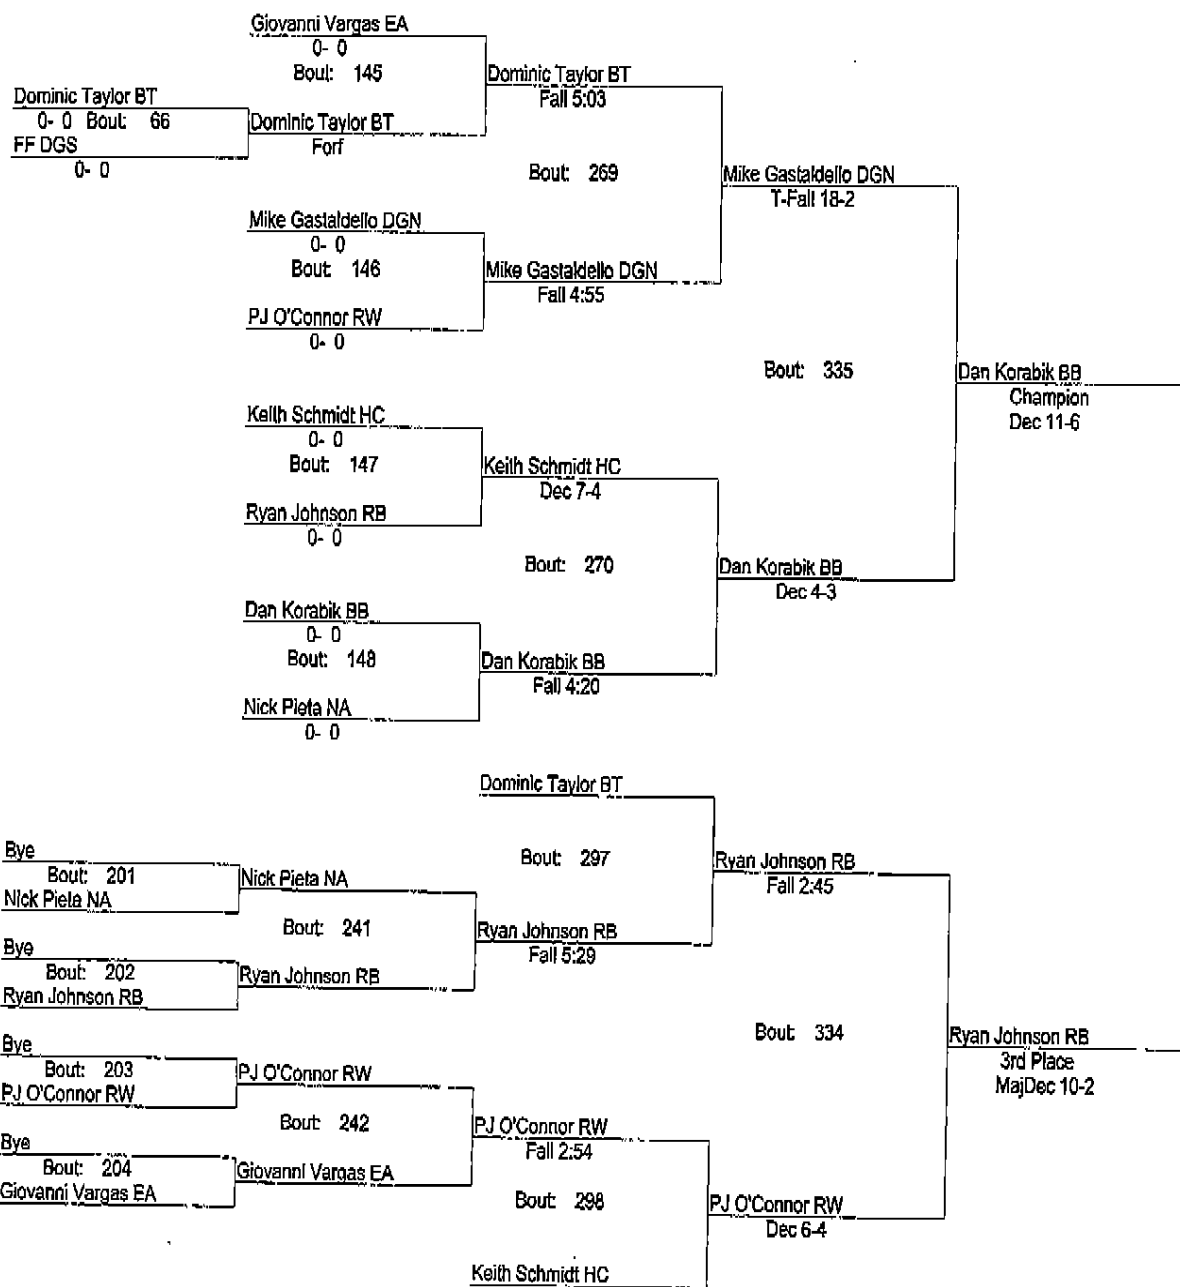 Giovanni Vargas EA
0- 0
Bout: 145
Dominic Taylor BT
0- 0 Bout: 66
FF DGS
0- 0
Dominic Taylor BT
Forf
Dominic Taylor BT
Fall 5:03
Bout: 269
Mike Gastaldello DGN
0- 0
Bout: 146
PJ O'Connor RW
0- 0
Mike Gastaldello DGN
Fall 4:55
Mike Gastaldello DGN
T-Fall 18-2
Bout: 335
Keith Schmidt HC
0- 0
Bout: 147
Ryan Johnson RB
0- 0
Keith Schmidt HC
Dec 7-4
Bout: 270
Dan Korabik BB
0- 0
Bout: 148
Nick Pieta NA
0- 0
Dan Korabik BB
Fall 4:20
Dan Korabik BB
Dec 4-3
Dan Korabik BB
Champion
Dec 11-6
Dominic Taylor BT
Bout: 297
Bye
Bout: 201
Nick Pieta NA
Nick Pieta NA
Bout: 241
Bye
Bout: 202
Ryan Johnson RB
Ryan Johnson RB
Ryan Johnson RB
Fall 5:29
Ryan Johnson RB
Fall 2:45
Bout: 334
Bye
Bout: 203
PJ O'Connor RW
PJ O'Connor RW
Bout: 242
Bye
Bout: 204
Giovanni Vargas EA
Giovanni Vargas EA
PJ O'Connor RW
Fall 2:54
Bout: 298
Keith Schmidt HC
PJ O'Connor RW
Dec 6-4
Ryan Johnson RB
3rd Place
MajDec 10-2